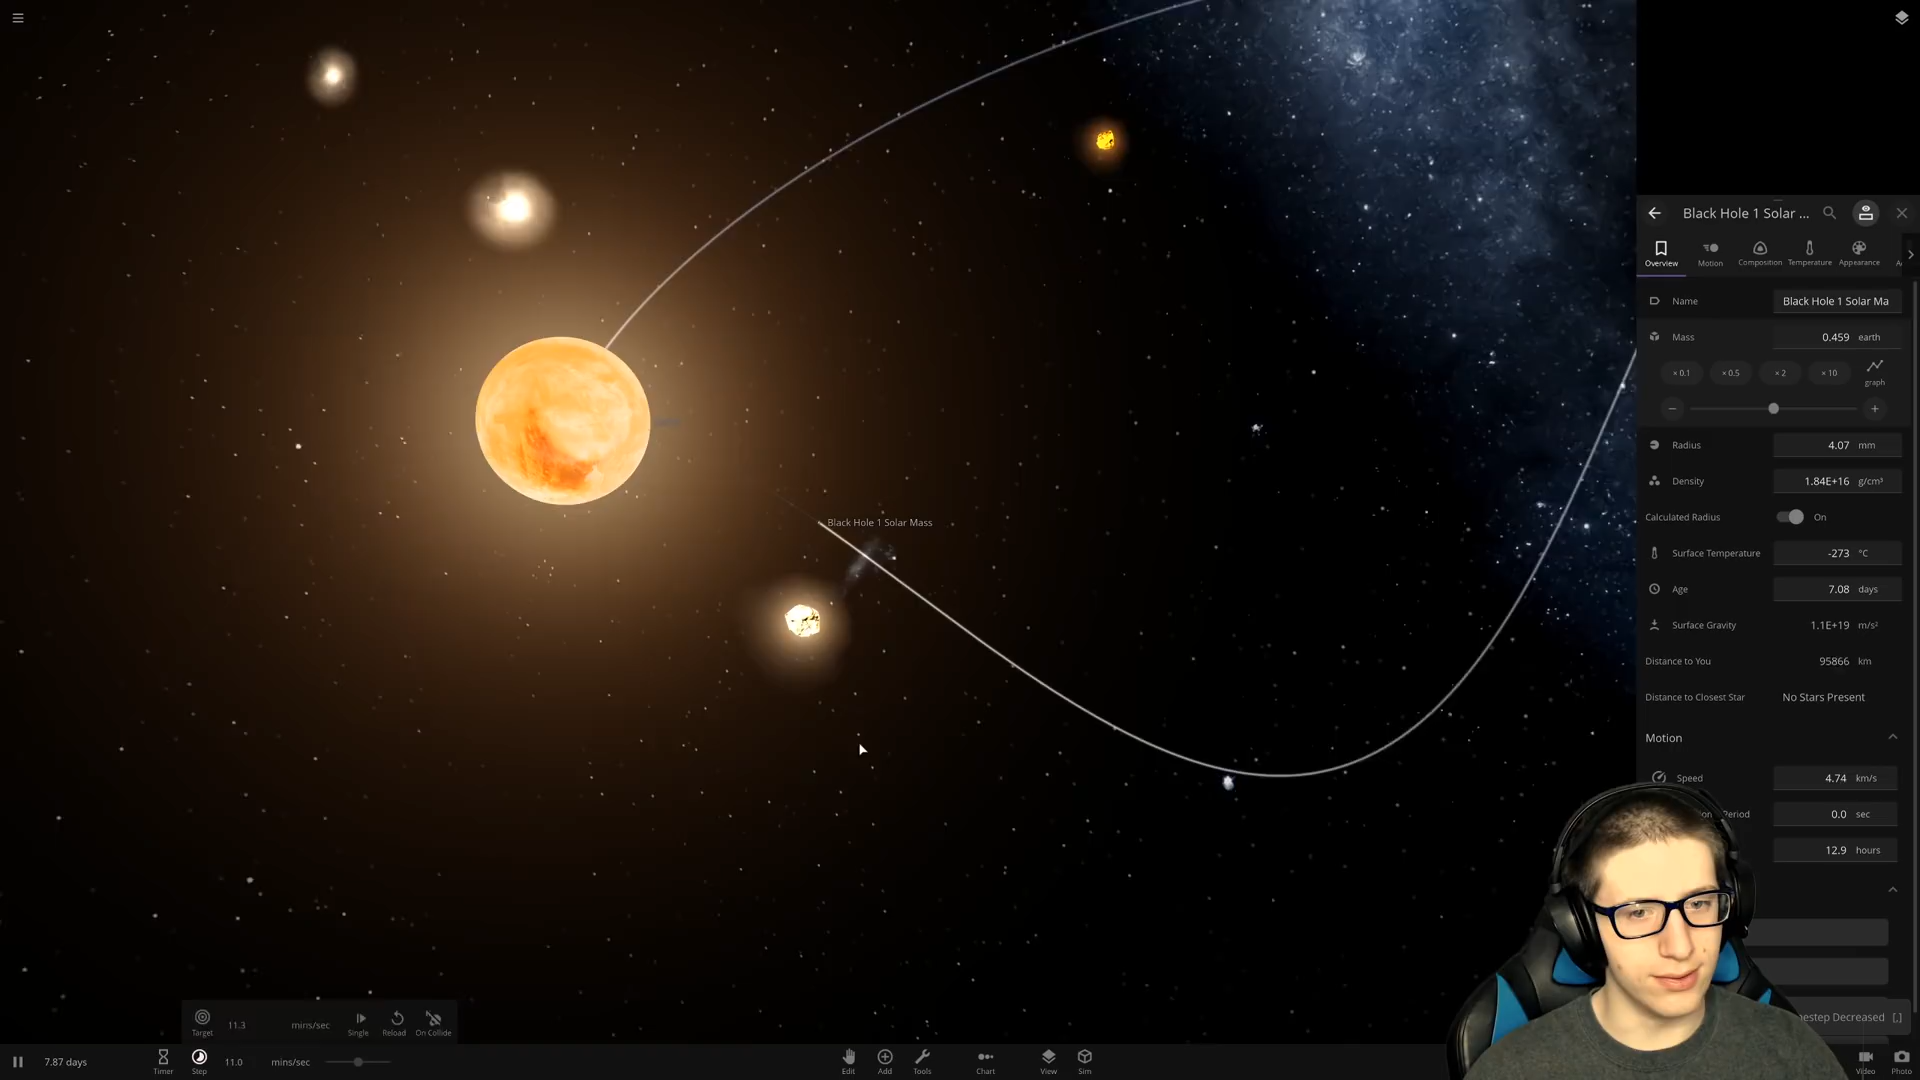 Black Hole 1 Solar ...
Overview
Motion
Composition
Temperature
Appearance
Name
Black Hole 1 Solar Ma
Mass
0.459 earth
× 0.1
× 0.5
× 2
× 10
graph
Radius
4.07 mm
Density
1.84E+16 g/cm³
Calculated Radius
On
Surface Temperature
-273 °C
Age
7.08 days
Surface Gravity
1.1E+19 m/s²
Distance to You
95866 km
Distance to Closest Star
No Stars Present
Motion
Speed
4.74 km/s
Period
0.0 sec
12.9 hours
Decreased [,]
Black Hole 1 Solar Mass
Target
11.3 mins/sec
Single
Reload
On Collide
7.87 days
Timer
Step
11.0 mins/sec
Edit
Add
Tools
Chart
View
Sim
Video
Photo